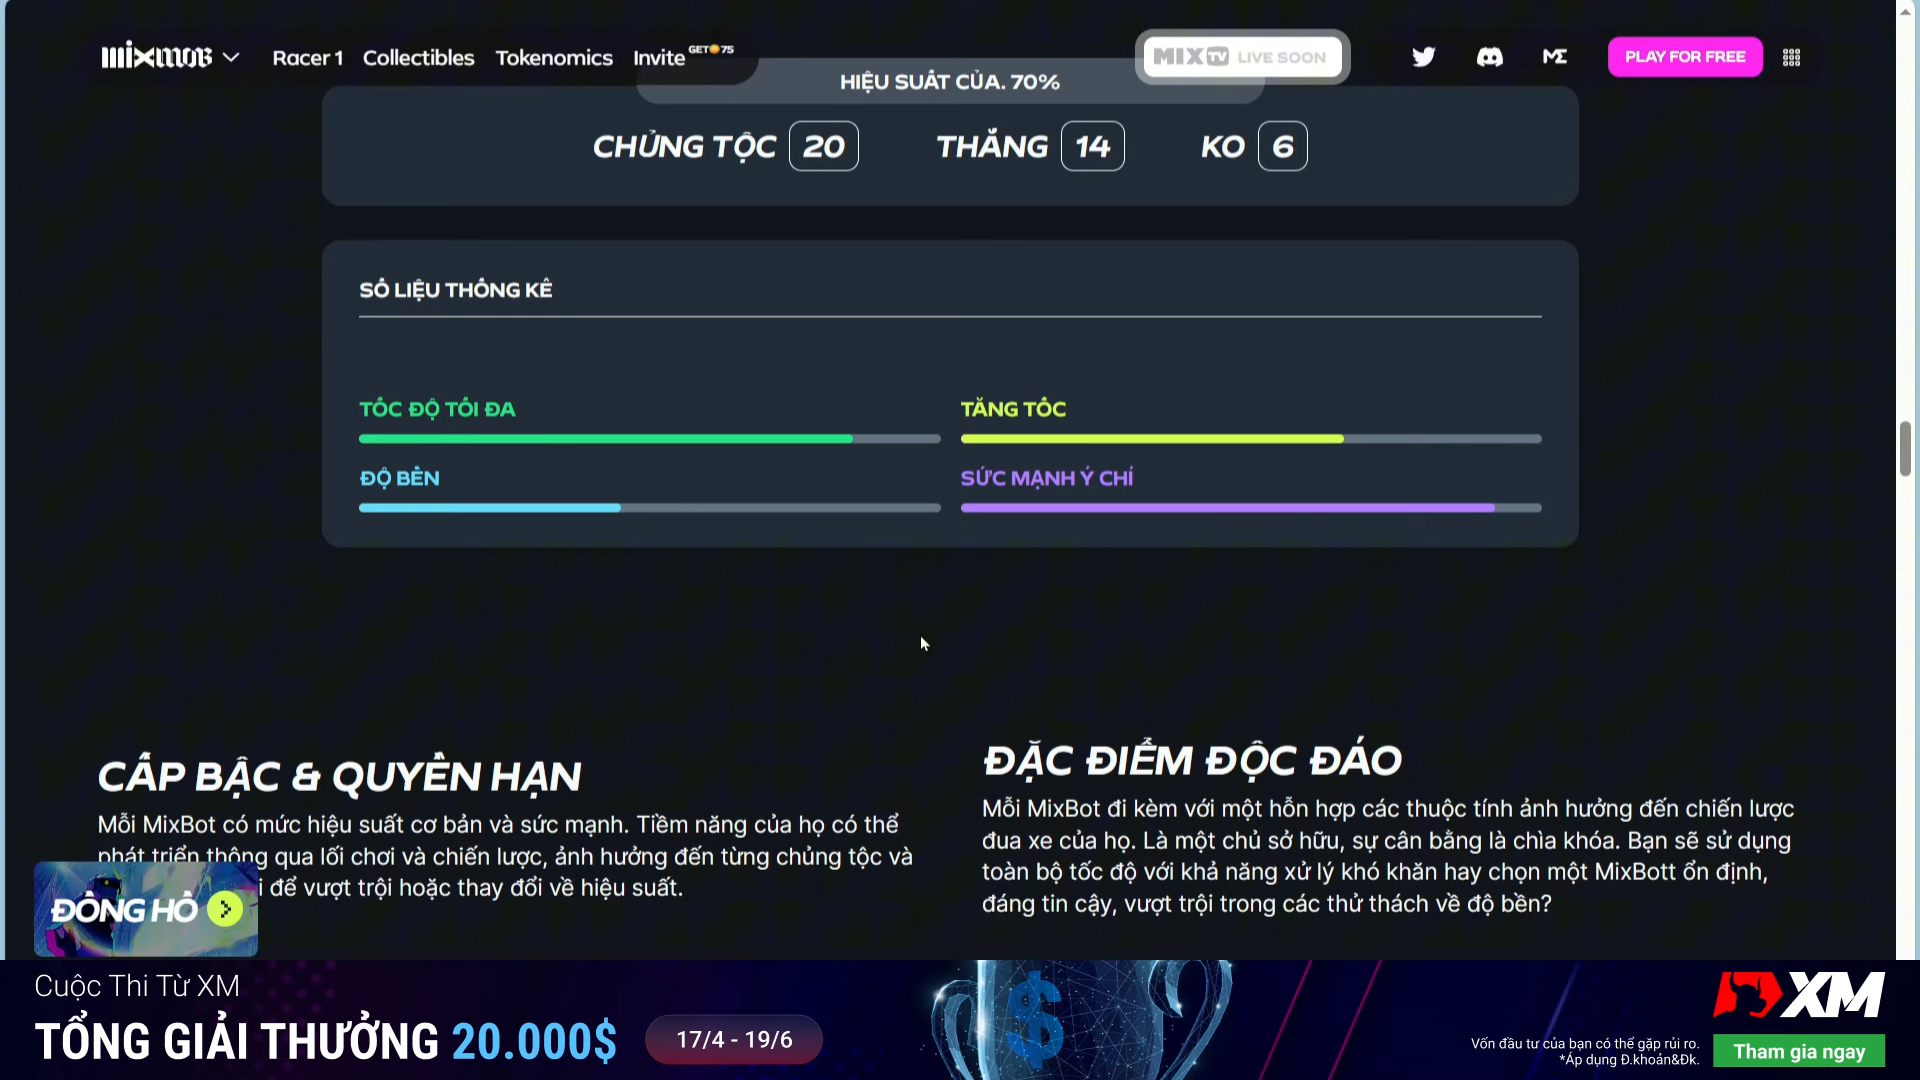 mixmob
Racer 1
Collectibles
Tokenomics
Invite
GET 75
MIX TV LIVE SOON
PLAY FOR FREE
HIỆU SUẤT CỦA. 70%
CHỦNG TỘC 20
THẮNG 14
KO 6
SỐ LIỆU THỐNG KÊ
TỐC ĐỘ TỐI ĐA
TĂNG TỐC
ĐỘ BỀN
SỨC MẠNH Ý CHÍ
CẤP BẬC & QUYỀN HẠN
Mỗi MixBot có mức hiệu suất cơ bản và sức mạnh. Tiềm năng của họ có thể
phát triển thông qua lối chơi và chiến lược, ảnh hưởng đến từng chủng tộc và
i để vượt trội hoặc thay đổi về hiệu suất.
ĐẶC ĐIỂM ĐỘC ĐÁO
Mỗi MixBot đi kèm với một hỗn hợp các thuộc tính ảnh hưởng đến chiến lược
đua xe của họ. Là một chủ sở hữu, sự cân bằng là chìa khóa. Bạn sẽ sử dụng
toàn bộ tốc độ với khả năng xử lý khó khăn hay chọn một MixBott ổn định,
đáng tin cậy, vượt trội trong các thử thách về độ bền?
ĐỒNG HỒ
Cuộc Thi Từ XM
TỔNG GIẢI THƯỞNG 20.000$
17/4 - 19/6
$
XM
Vốn đầu tư của bạn có thể gặp rủi ro.
*Áp dụng Đ.khoản&Đk.
Tham gia ngay